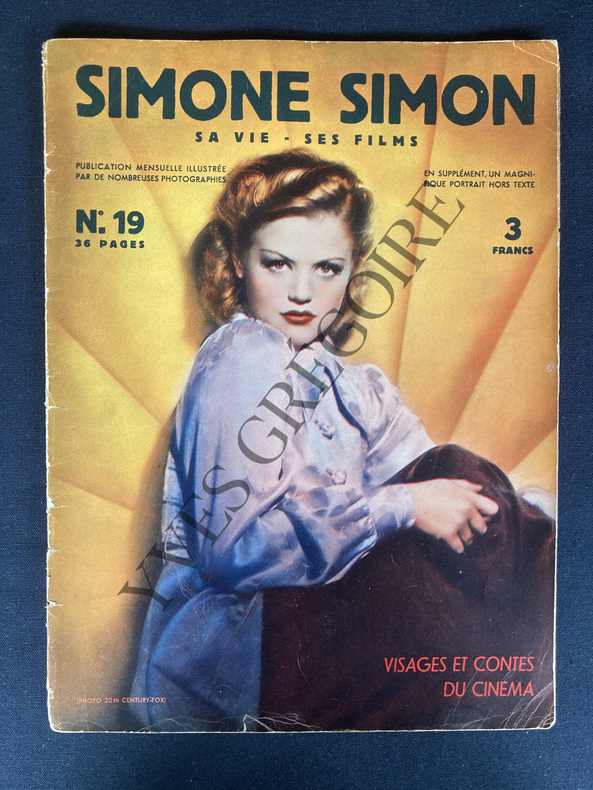 SIMONE SIMON
SA VIE - SES FILMS
PUBLICATION MENSUELLE ILLUSTRÉE
PAR DE NOMBREUSES PHOTOGRAPHIES
EN SUPPLÉMENT, UN MAGNI-
FIQUE PORTRAIT HORS TEXTE
N° 19
36 PAGES
3
FRANCS
YVES GREGOIRE
VISAGES ET CONTES
DU CINEMA
(PHOTO 20th CENTURY-FOX)